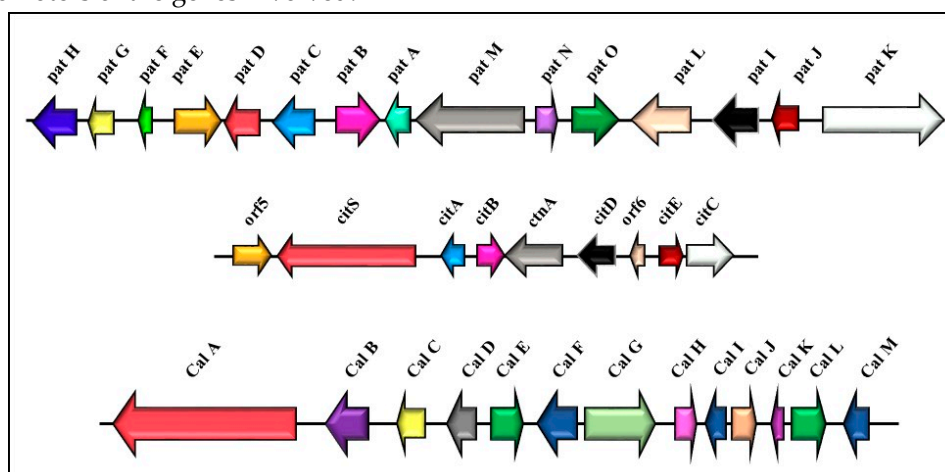 pat H pat G pat F pat E pat D pat C pat B pat A pat M pat N pat O pat L pat I pat J pat K
orf5 citS citA citB ctnA citD orf6 citE citC
Cal A Cal B Cal C Cal D Cal E Cal F Cal G Cal H Cal I Cal J Cal K Cal L Cal M